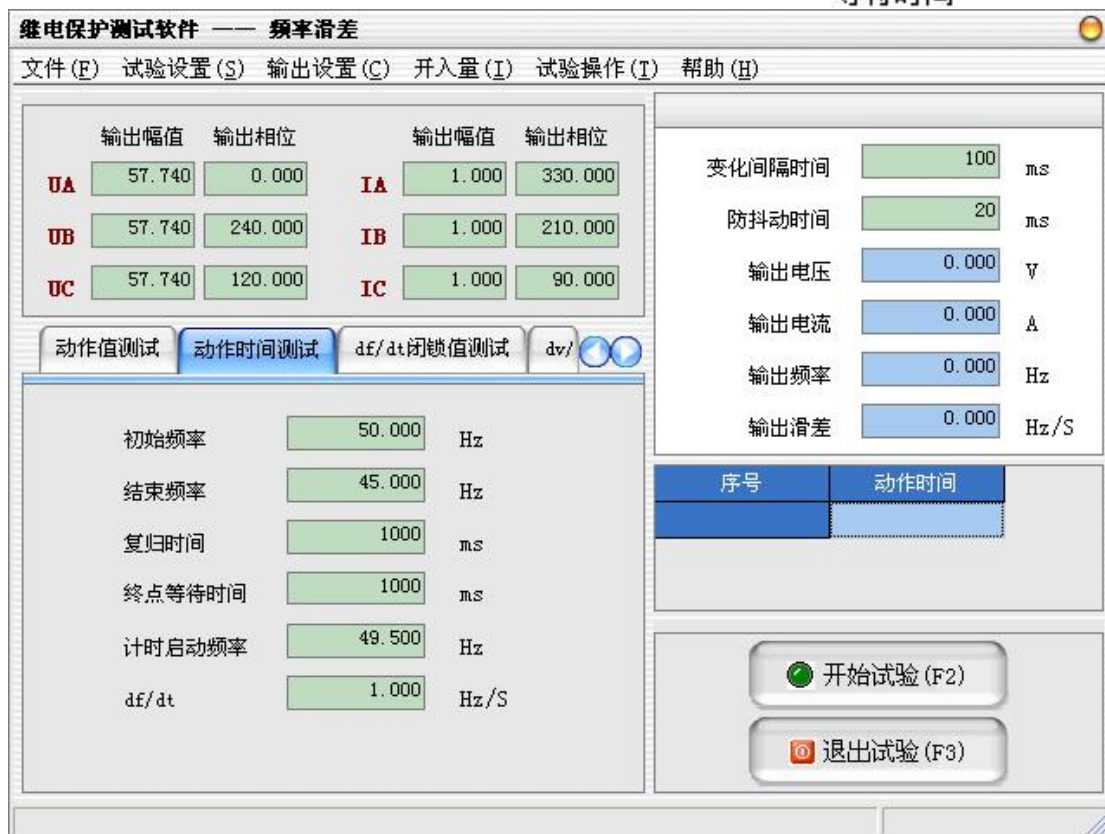 继电保护测试软件 —— 频率滑差
文件(F) 试验设置(S) 输出设置(C) 开入量(I) 试验操作(T) 帮助(H)
输出幅值 输出相位 输出幅值 输出相位
UA 57.740 0.000 IA 1.000 330.000
UB 57.740 240.000 IB 1.000 210.000
UC 57.740 120.000 IC 1.000 90.000
动作值测试 动作时间测试 df/dt闭锁值测试 dv/
初始频率 50.000 Hz
结束频率 45.000 Hz
复归时间 1000 ms
终点等待时间 1000 ms
计时启动频率 49.500 Hz
df/dt 1.000 Hz/S
变化间隔时间 100 ms
防抖动时间 20 ms
输出电压 0.000 V
输出电流 0.000 A
输出频率 0.000 Hz
输出滑差 0.000 Hz/S
序号 动作时间
开始试验(F2)
退出试验(F3)